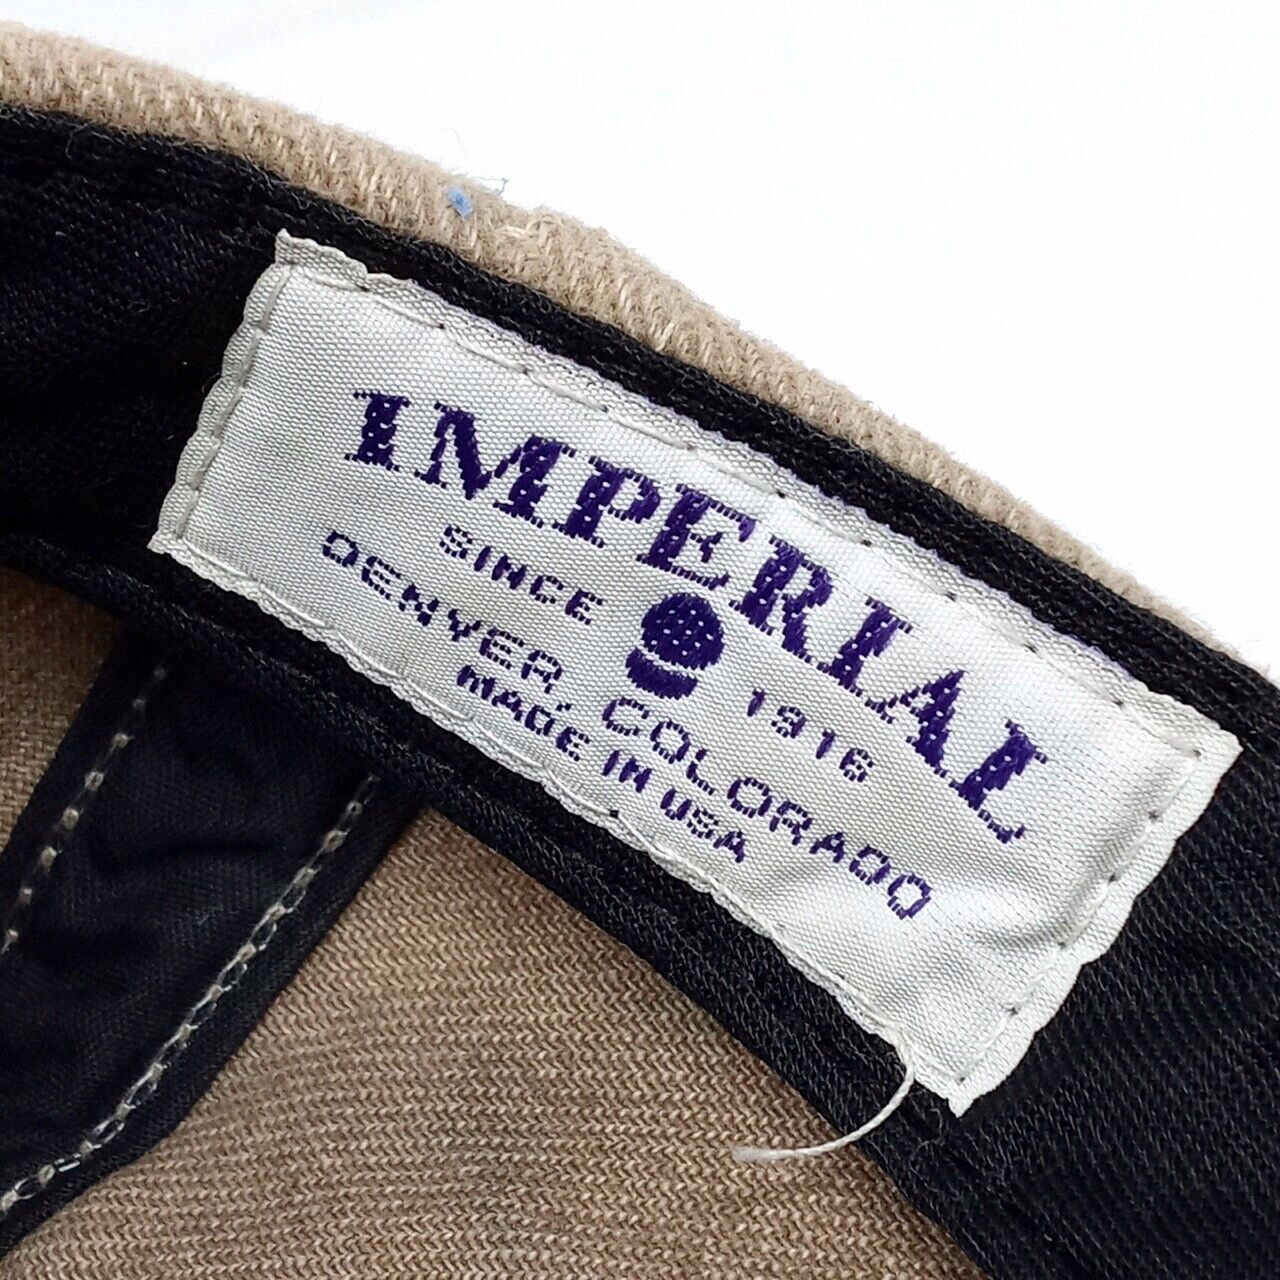 IMPERIAL
SINCE 1916
DENVER, COLORADO
MADE IN USA